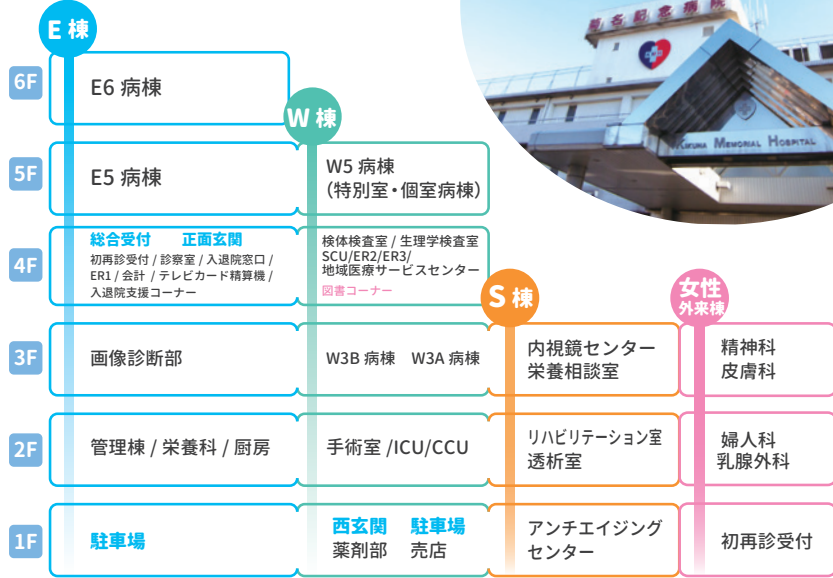 菊名記念病院
KIKUNA MEMORIAL HOSPITAL
E棟
W棟
S棟
女性
外来棟
6F
E6 病棟
5F
E5 病棟
W5 病棟
(特別室・個室病棟)
4F
総合受付 正面玄関
初再診受付 / 診察室 / 入退院窓口 /
ER1 / 会計 / テレビカード精算機 /
入退院支援コーナー
検体検査室 / 生理学検査室
SCU/ER2/ER3/
地域医療サービスセンター
図書コーナー
3F
画像診断部
W3B 病棟 W3A 病棟
内視鏡センター
栄養相談室
精神科
皮膚科
2F
管理棟 / 栄養科 / 厨房
手術室 /ICU/CCU
リハビリテーション室
透析室
婦人科
乳腺外科
1F
駐車場
西玄関 駐車場
薬剤部 売店
アンチエイジング
センター
初再診受付